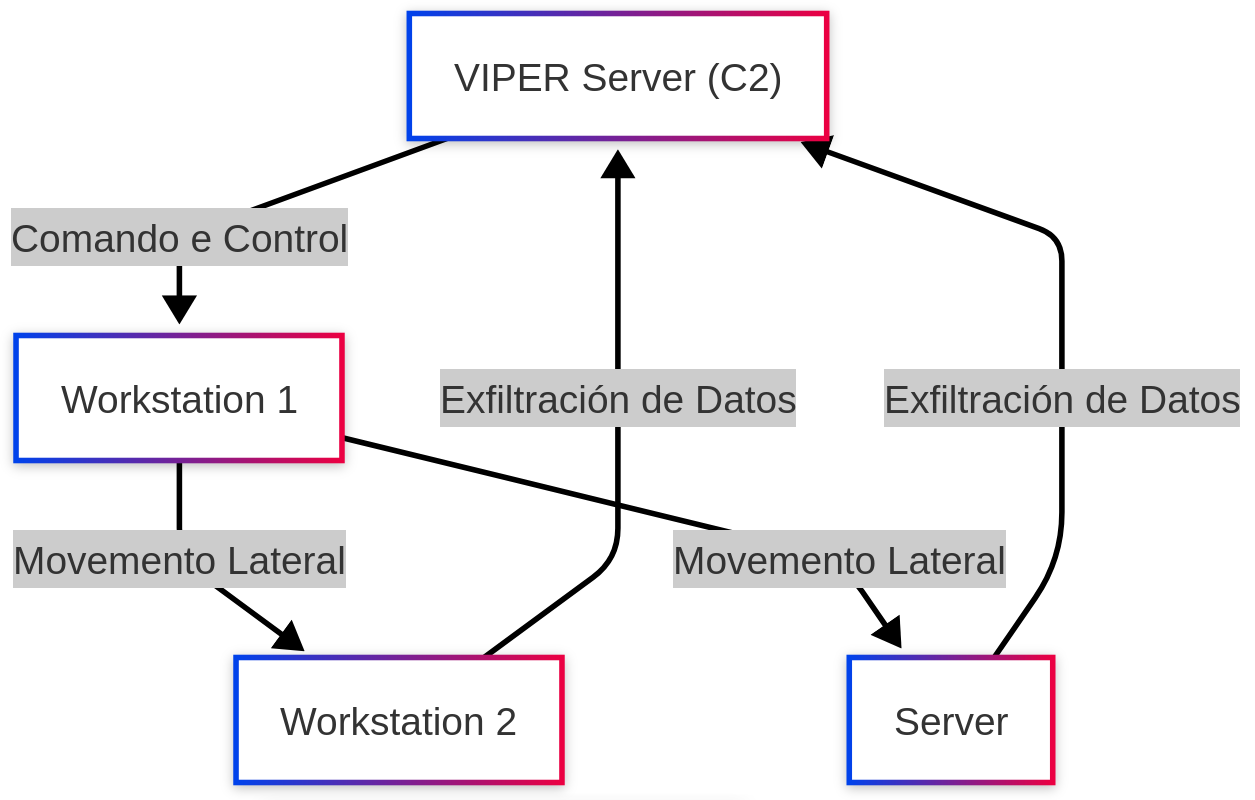 VIPER Server (C2)
Comando e Control
Workstation 1
Exfiltración de Datos
Exfiltración de Datos
Movemento Lateral
Movemento Lateral
Workstation 2
Server